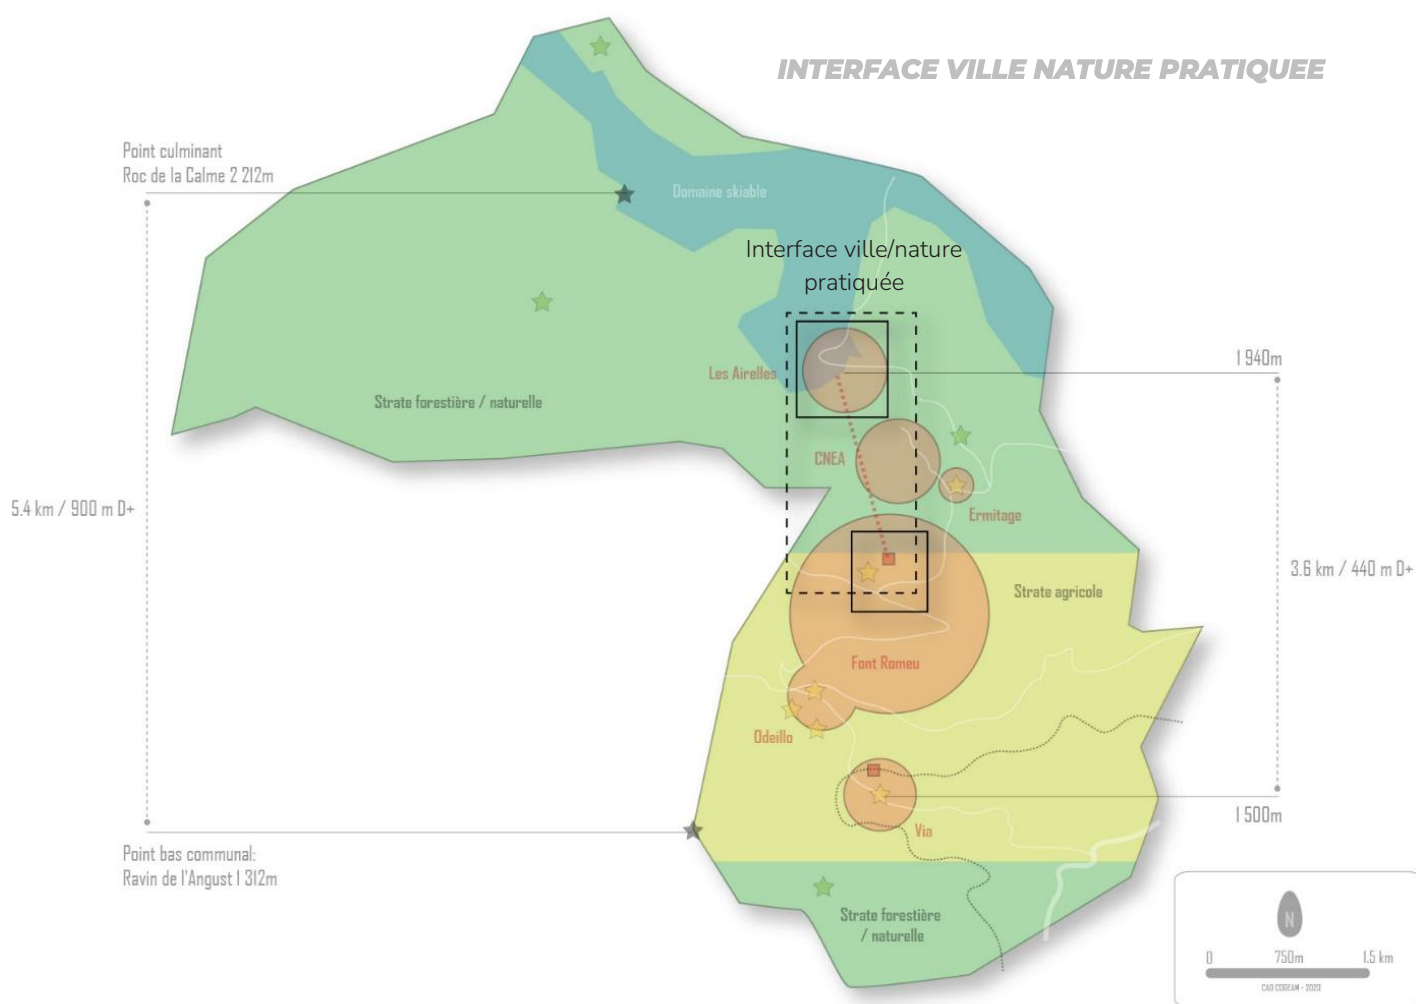 INTERFACE VILLE NATURE PRATIQUEE
Point culminant
Roc de la Calme 2 212m
Domaine skiable
Interface ville/nature
pratiquée
Les Airelles
1 940m
Strate forestière / naturelle
CNEA
Ermitage
5.4 km / 900 m D+
3.6 km / 440 m D+
Strate agricole
Font Romeu
Odeillo
Via
1 500m
Point bas communal:
Ravin de l'Angust 1 312m
Strate forestière
/ naturelle
N
0 750m 1.5 km
CAO COGEAM - 2020